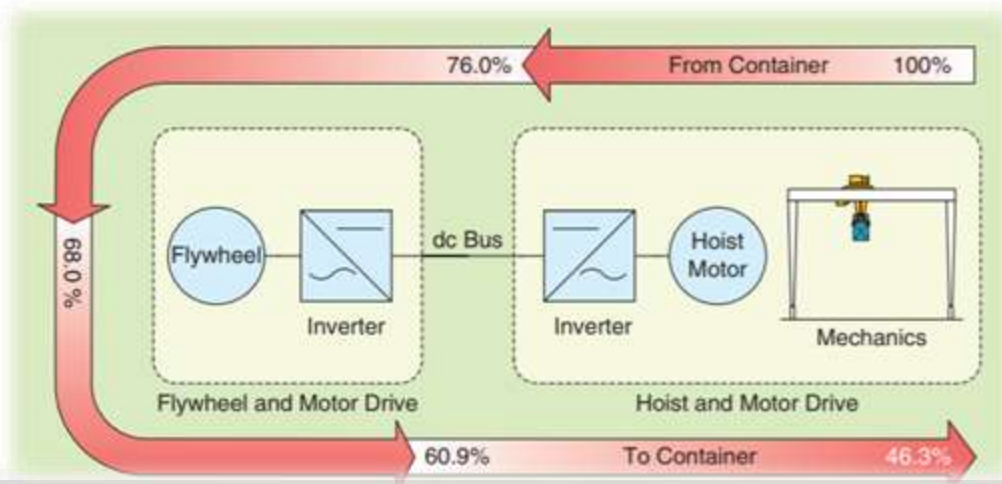 76.0%
From Container
100%
68.0 %
Flywheel
Inverter
dc Bus
Inverter
Hoist
Motor
Mechanics
Flywheel and Motor Drive
Hoist and Motor Drive
60.9%
To Container
46.3%